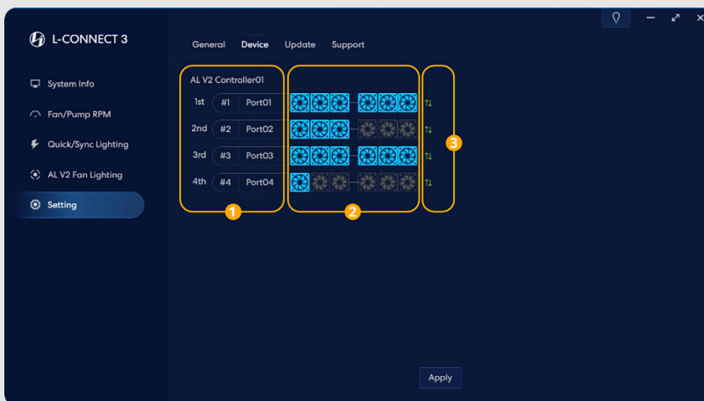 L-CONNECT 3
General Device Update Support
System Info
Fan/Pump RPM
Quick/Sync Lighting
AL V2 Fan Lighting
Setting
AL V2 Controller01
1st #1 Port01
2nd #2 Port02
3rd #3 Port03
4th #4 Port04
1
2
3
Apply